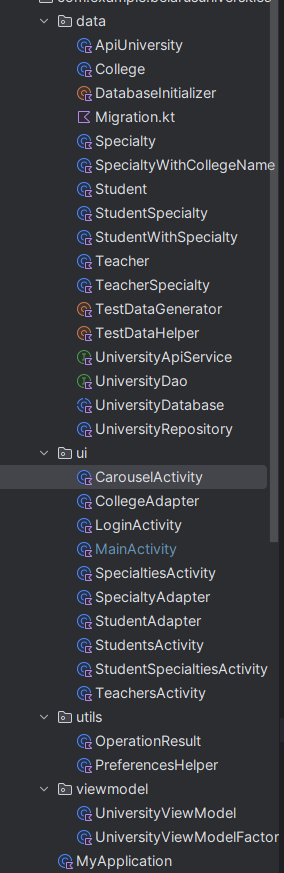 data
ApiUniversity
College
DatabaseInitializer
Migration.kt
Specialty
SpecialtyWithCollegeName
Student
StudentSpecialty
StudentWithSpecialty
Teacher
TeacherSpecialty
TestDataGenerator
TestDataHelper
UniversityApiService
UniversityDao
UniversityDatabase
UniversityRepository
ui
CarouselActivity
CollegeAdapter
LoginActivity
MainActivity
SpecialtiesActivity
SpecialtyAdapter
StudentAdapter
StudentsActivity
StudentSpecialtiesActivity
TeachersActivity
utils
OperationResult
PreferencesHelper
viewmodel
UniversityViewModel
UniversityViewModelFactor
MyApplication